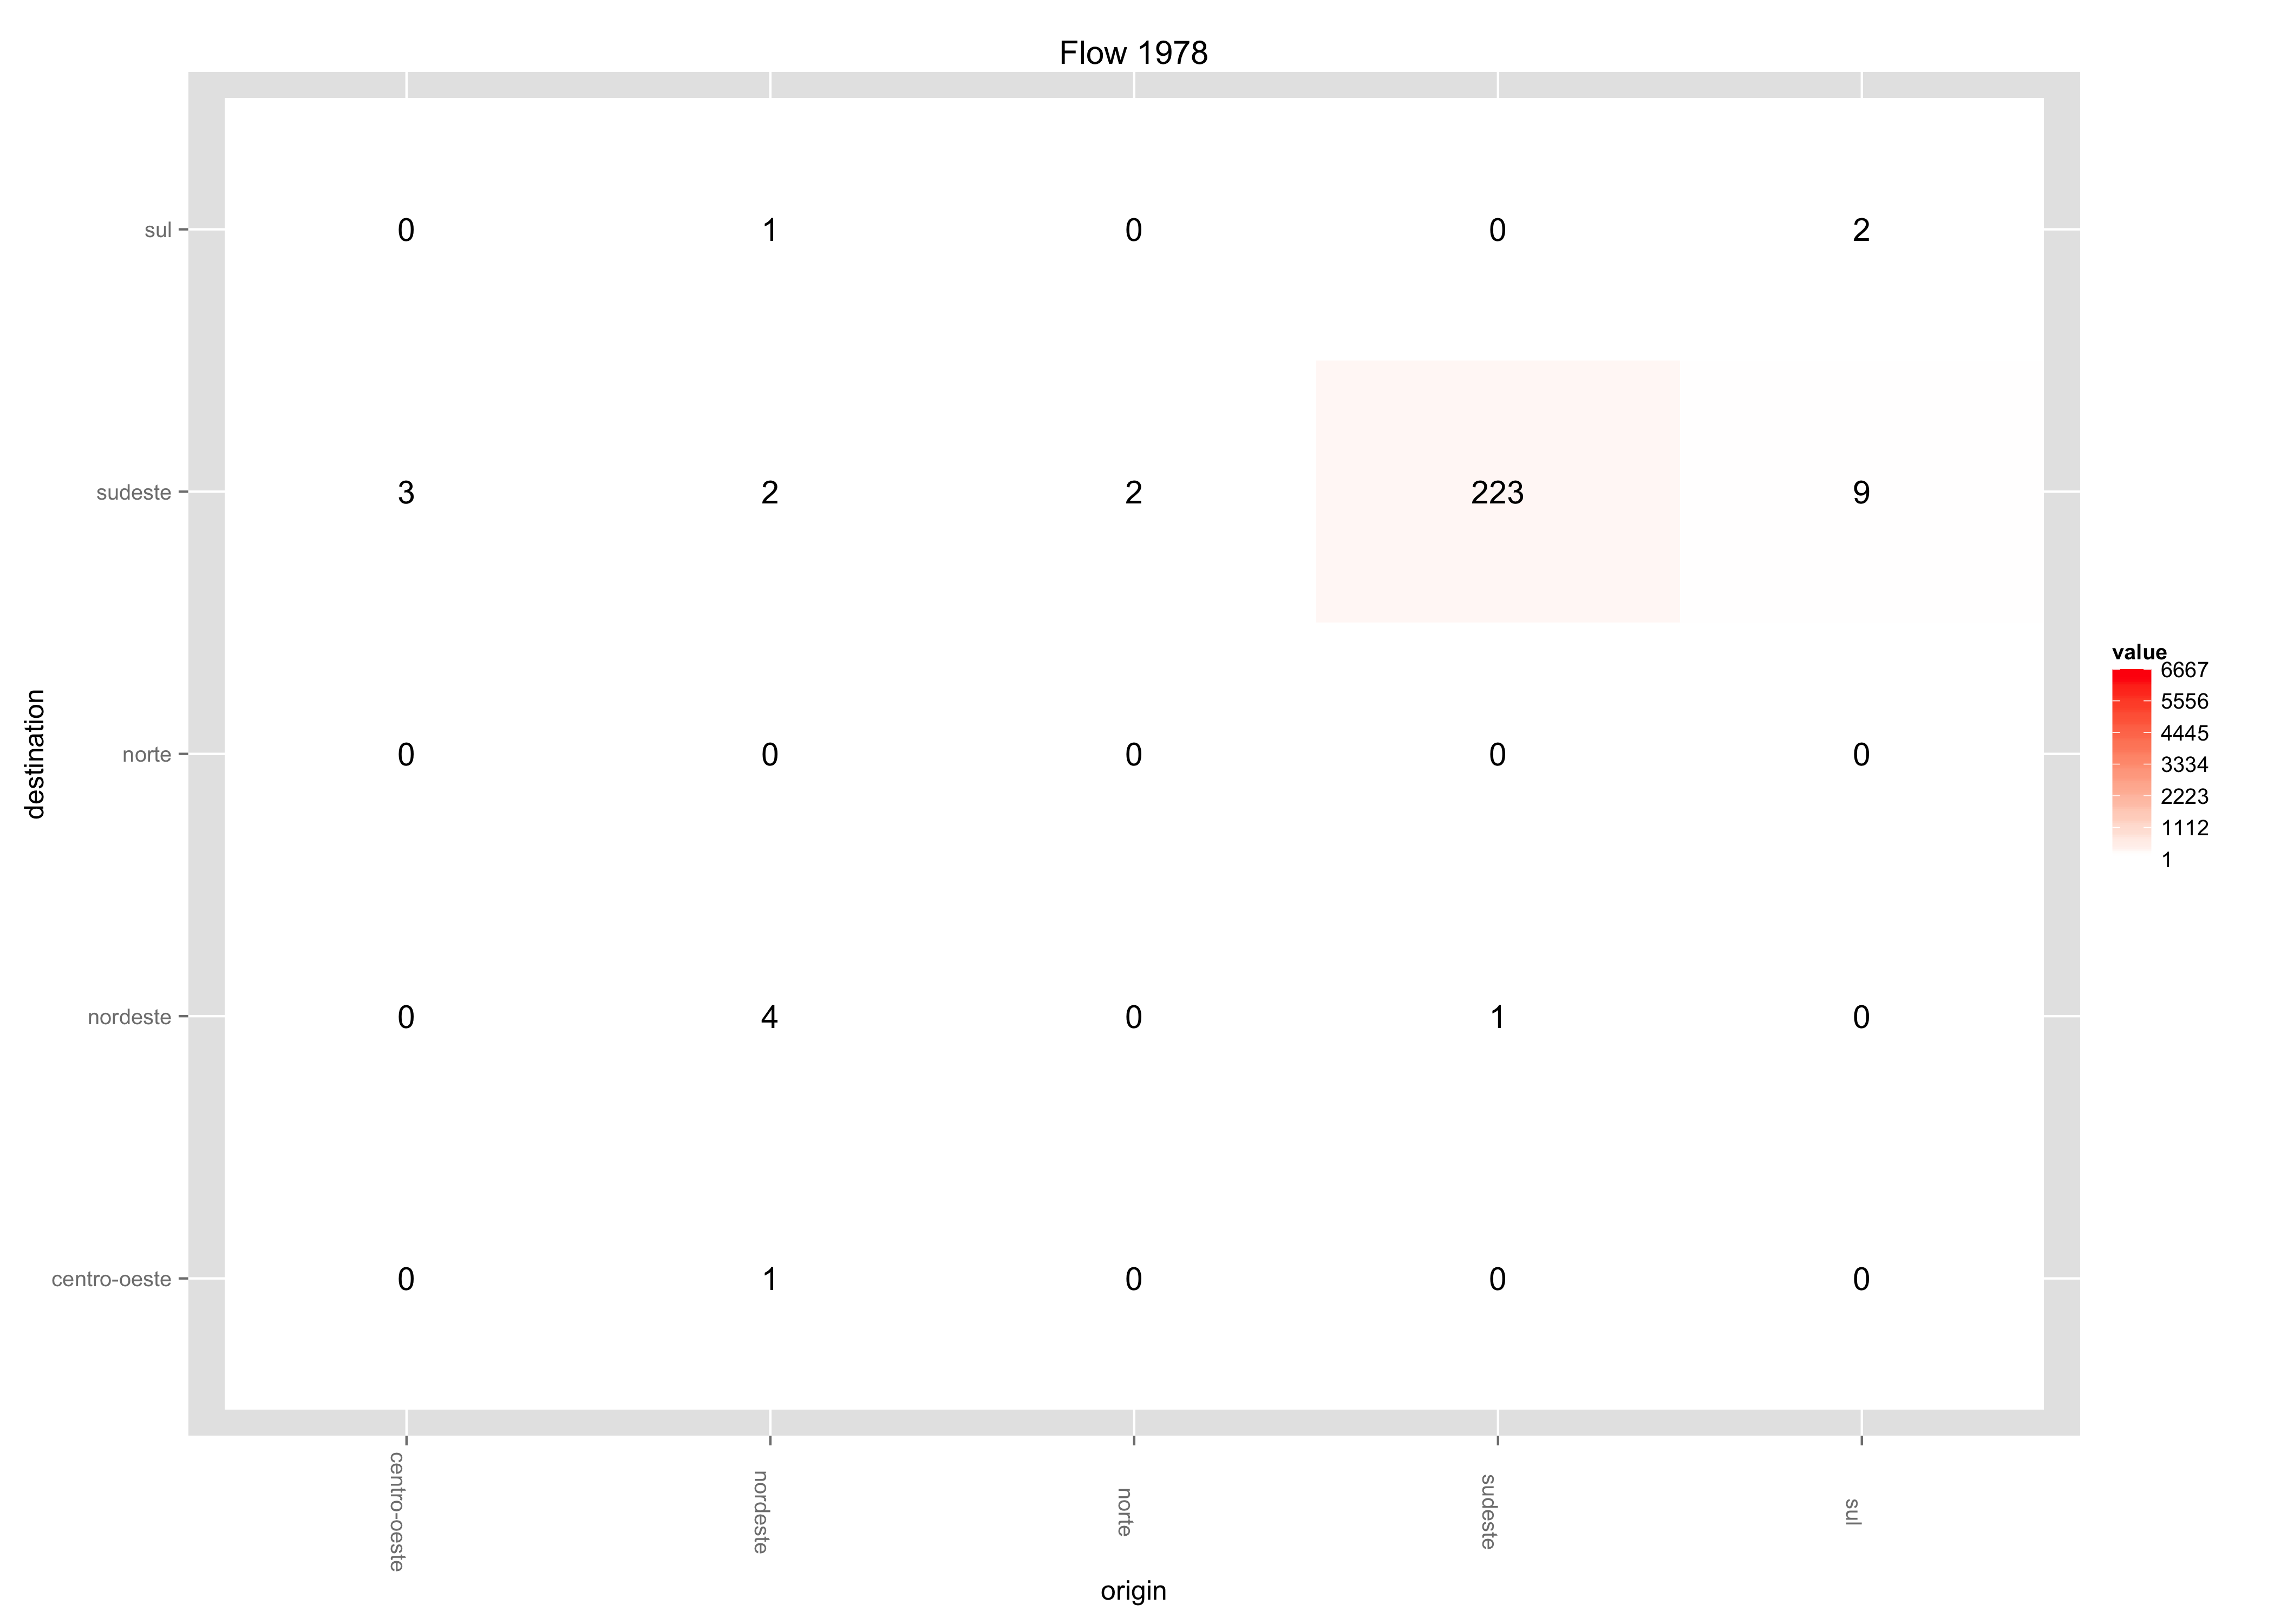 Flow 1978
sul 0 1 0 0 2
sudeste 3 2 2 223 9
norte 0 0 0 0 0
nordeste 0 4 0 1 0
centro-oeste 0 1 0 0 0
destination
centro-oeste nordeste norte sudeste sul
origin
value
6667
5556
4445
3334
2223
1112
1